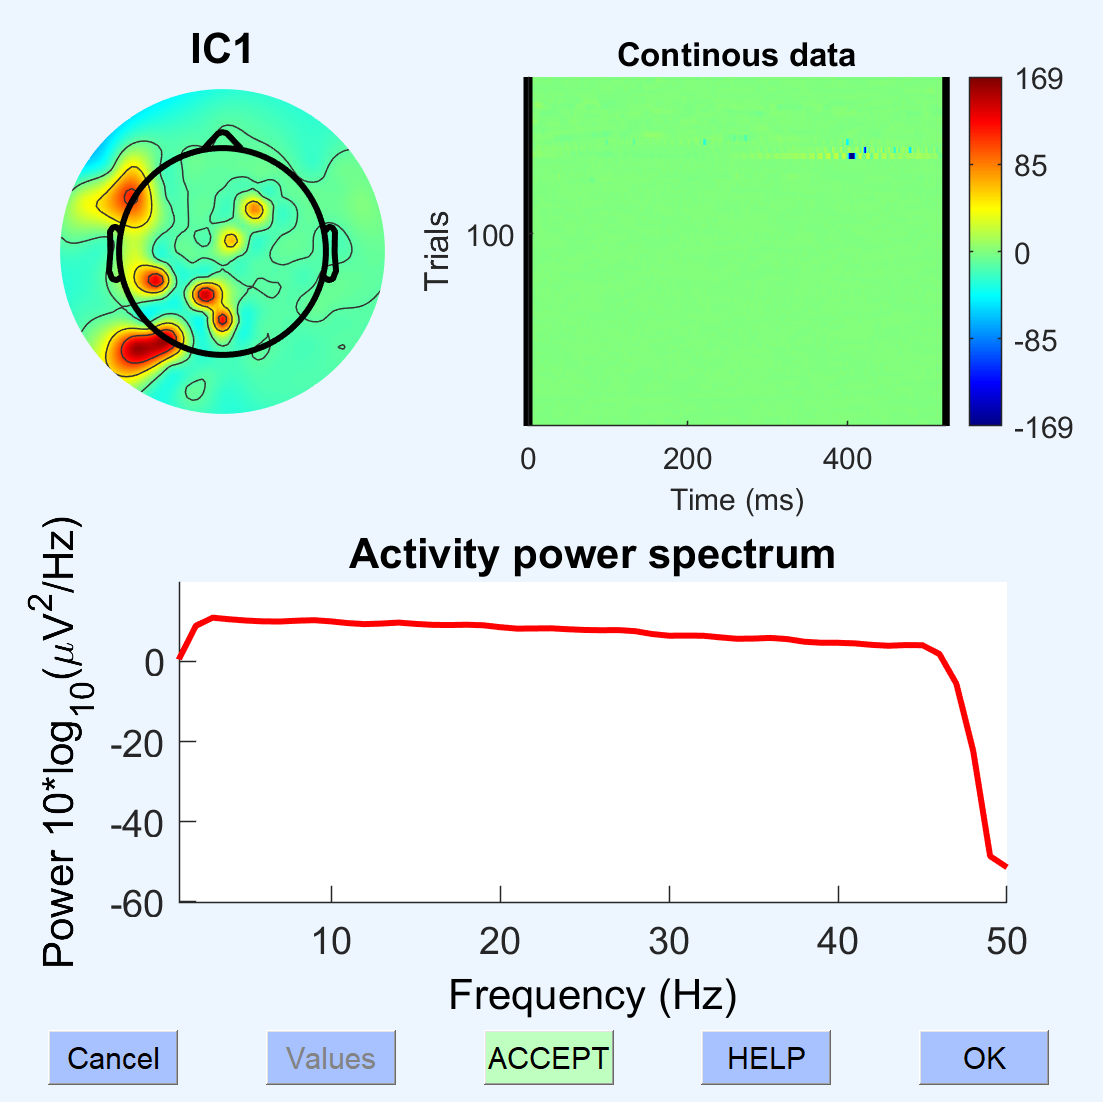 IC1
Continous data
169
85
0
-85
-169
Trials
100
0 200 400
Time (ms)
Activity power spectrum
Power 10*log₁₀(μV²/Hz)
0
-20
-40
-60
10 20 30 40 50
Frequency (Hz)
Cancel Values ACCEPT HELP OK